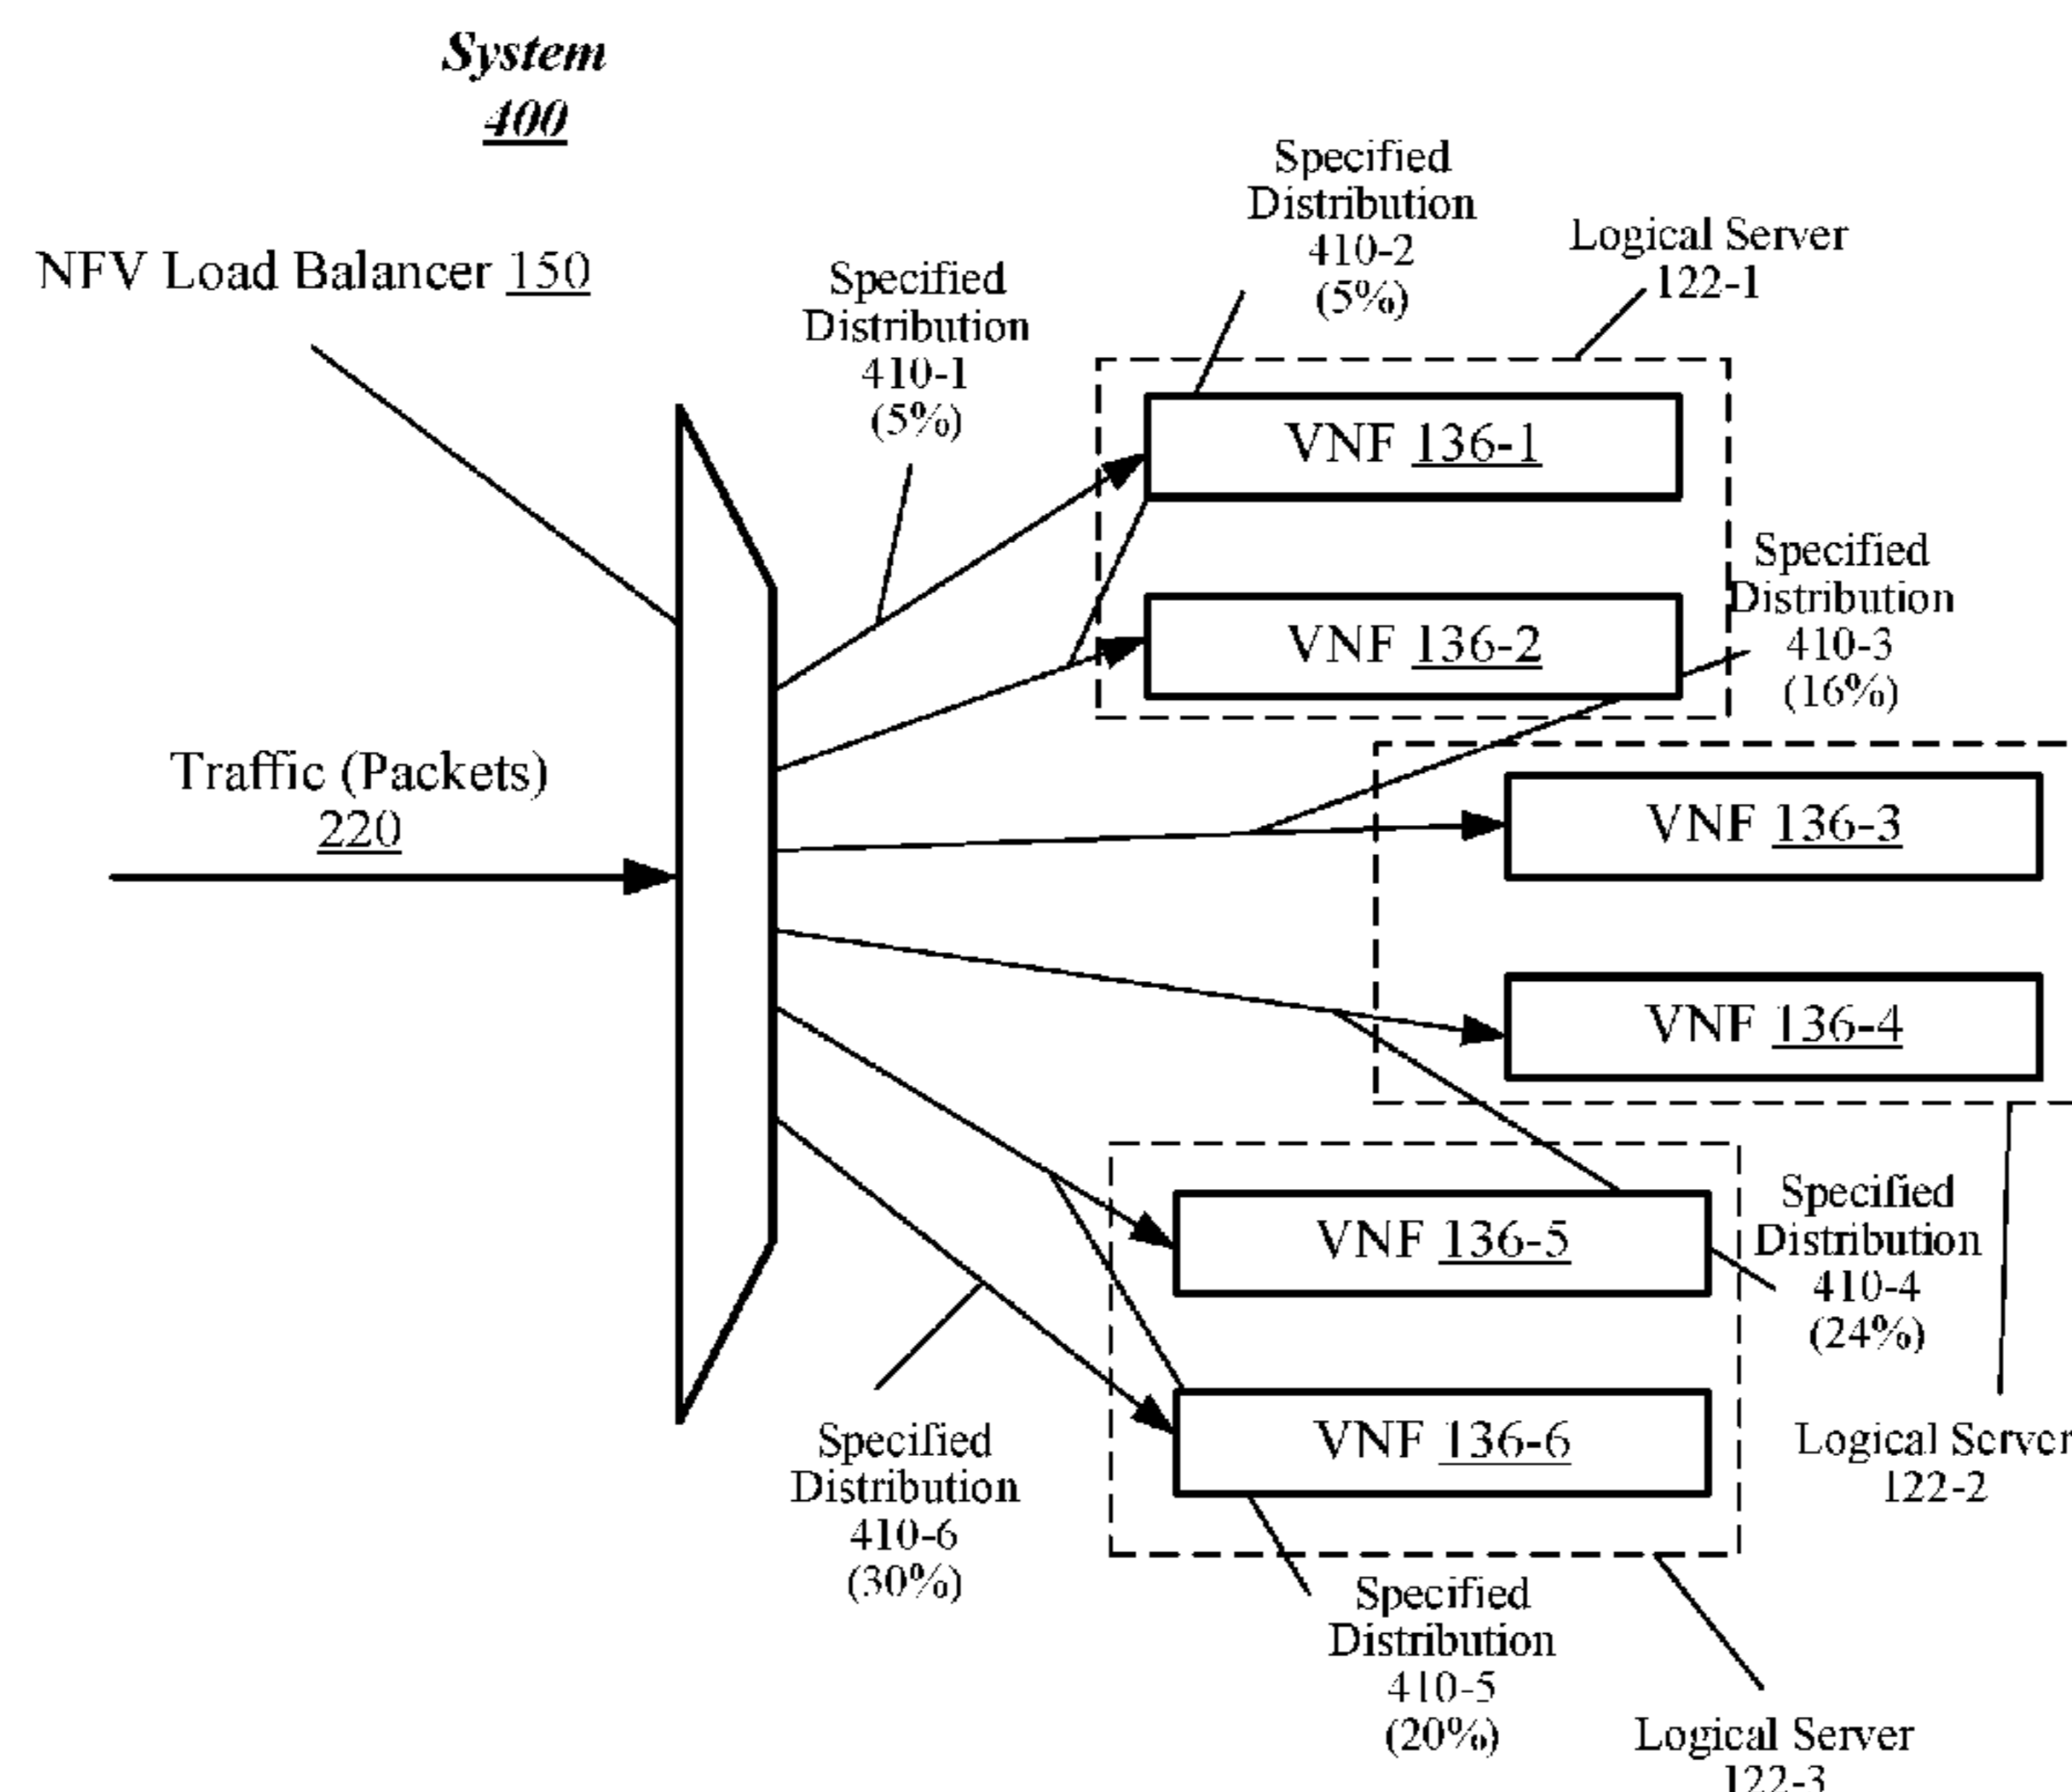 System
400
NFV Load Balancer 150
Specified
Distribution
410-1
(5%)
Specified
Distribution
410-2
(5%)
Logical Server
122-1
VNF 136-1
VNF 136-2
Specified
Distribution
410-3
(16%)
Traffic (Packets)
220
VNF 136-3
VNF 136-4
VNF 136-5
Specified
Distribution
410-4
(24%)
VNF 136-6
Logical Server
122-2
Specified
Distribution
410-6
(30%)
Specified
Distribution
410-5
(20%)
Logical Server
122-3